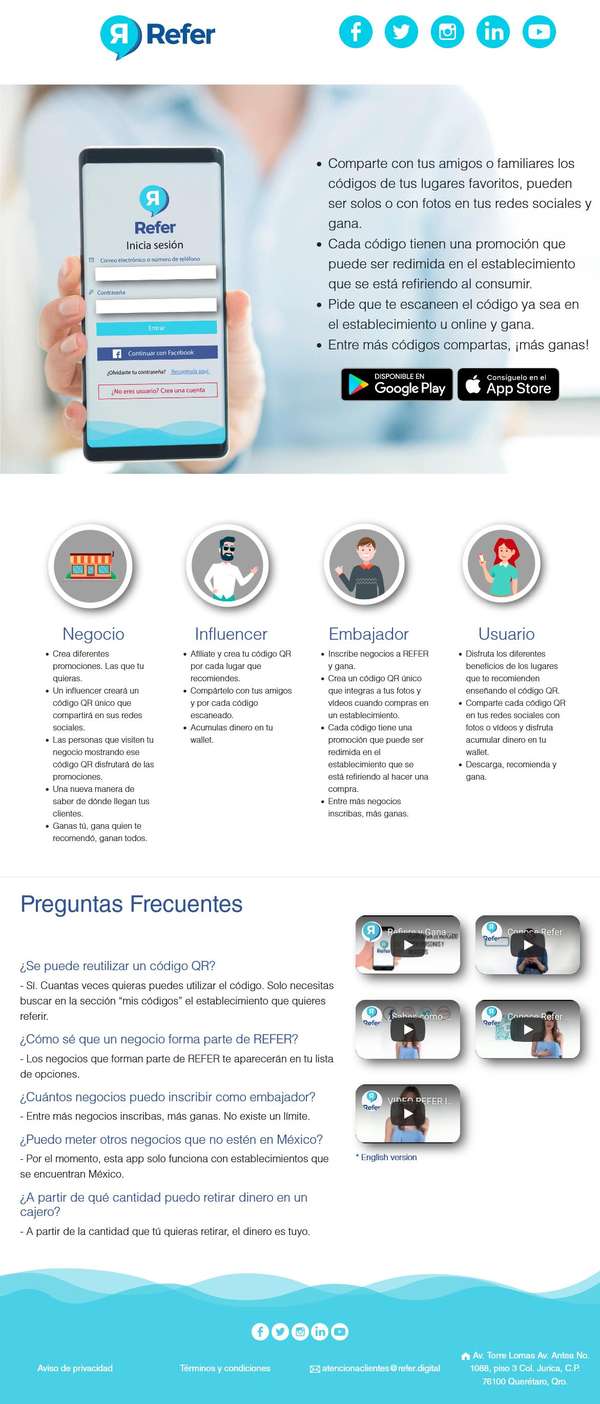 Refer
Comparte con tus amigos o familiares los
códigos de tus lugares favoritos, pueden
ser solos o con fotos en tus redes sociales y
gana.
Cada código tienen una promoción que
puede ser redimida en el establecimiento
que se está refiriendo al consumir.
Pide que te escaneen el código ya sea en
el establecimiento u online y gana.
Entre más códigos compartas, ¡más ganas!
DISPONIBLE EN
Google Play
Consíguelo en el
App Store
Refer
Inicia sesión
Correo electrónico o número de teléfono
Contraseña
Entrar
Continuar con Facebook
¿Olvidaste tu contraseña? Recupérala aquí.
¿No eres usuario? Crea una cuenta
Negocio
Crea diferentes
promociones. Las que tu
quieras.
Un influencer creará un
código QR único que
compartirá en sus redes
sociales.
Las personas que visiten tu
negocio mostrando ese
código QR disfrutará de las
promociones.
Una nueva manera de
saber de dónde llegan tus
clientes.
Ganas tú, gana quien te
recomendó, ganan todos.
Influencer
Afíliate y crea tu código QR
por cada lugar que
recomiendes.
Compártelo con tus amigos
y por cada código
escaneado.
Acumulas dinero en tu
wallet.
Embajador
Inscribe negocios a REFER
y gana.
Crea un código QR único
que integras a tus fotos y
videos cuando compras en
un establecimiento.
Cada código tiene una
promoción que puede ser
redimida en el
establecimiento que se
está refiriendo al hacer una
compra.
Entre más negocios
inscribas, más ganas.
Usuario
Disfruta los diferentes
beneficios de los lugares
que te recomienden
enseñando el código QR.
Comparte cada código QR
en tus redes sociales con
fotos o videos y disfruta
acumular dinero en tu
wallet.
Descarga, recomienda y
gana.
Preguntas Frecuentes
¿Se puede reutilizar un código QR?
- Sí. Cuantas veces quieras puedes utilizar el código. Solo necesitas
buscar en la sección “mis códigos” el establecimiento que quieres
referir.
¿Cómo sé que un negocio forma parte de REFER?
- Los negocios que forman parte de REFER te aparecerán en tu lista
de opciones.
¿Cuántos negocios puedo inscribir como embajador?
- Entre más negocios inscribas, más ganas. No existe un límite.
¿Puedo meter otros negocios que no estén en México?
- Por el momento, esta app solo funciona con establecimientos que
se encuentran México.
¿A partir de qué cantidad puedo retirar dinero en un
cajero?
- A partir de la cantidad que tú quieras retirar, el dinero es tuyo.
Refiere y Gana
Conoce Refer
¿Sabes cómo
Conoce Refer
VIDEO REFER
* English version
Aviso de privacidad
Términos y condiciones
atencionaclientes@refer.digital
Av. Torre Lomas Av. Antea No.
1088, piso 3 Col. Jurica, C.P.
76100 Querétaro, Qro.